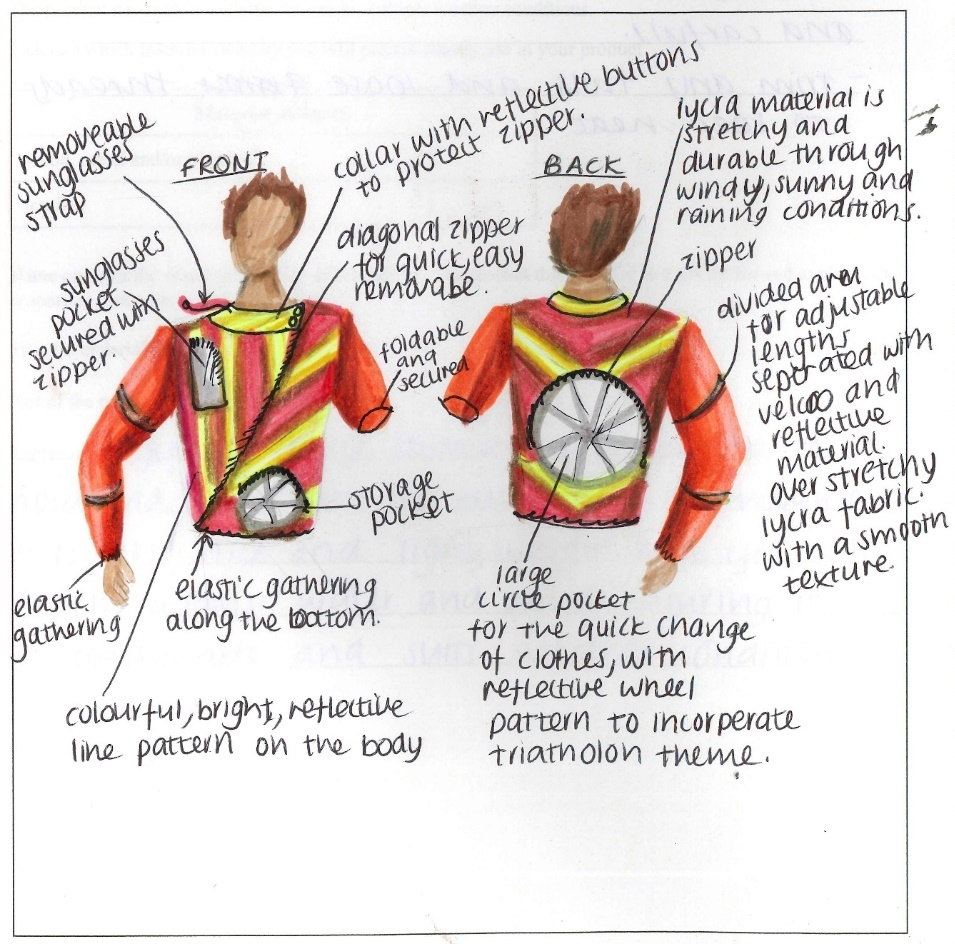 removeable
sunglasses
strap
FRONT
collar with reflective buttons
to protect zipper.
BACK
lycra material is
stretchy and
durable through
windy, sunny and
raining conditions.
sunglasses
pocket
secured with
zipper.
diagonal zipper
for quick, easy
removable.
foldable
and
secured
zipper
divided area
for adjustable
lengths
seperated with
velcoo and
reflective
material.
over stretchy
lycra fabric.
with a smooth
texture.
storage
pocket
elastic
gathering
elastic gathering
along the bottom.
large
circle pocket
for the quick change
of clothes, with
reflective wheel
pattern to incorperate
triatholon theme.
colourful, bright, reflective
line pattern on the body